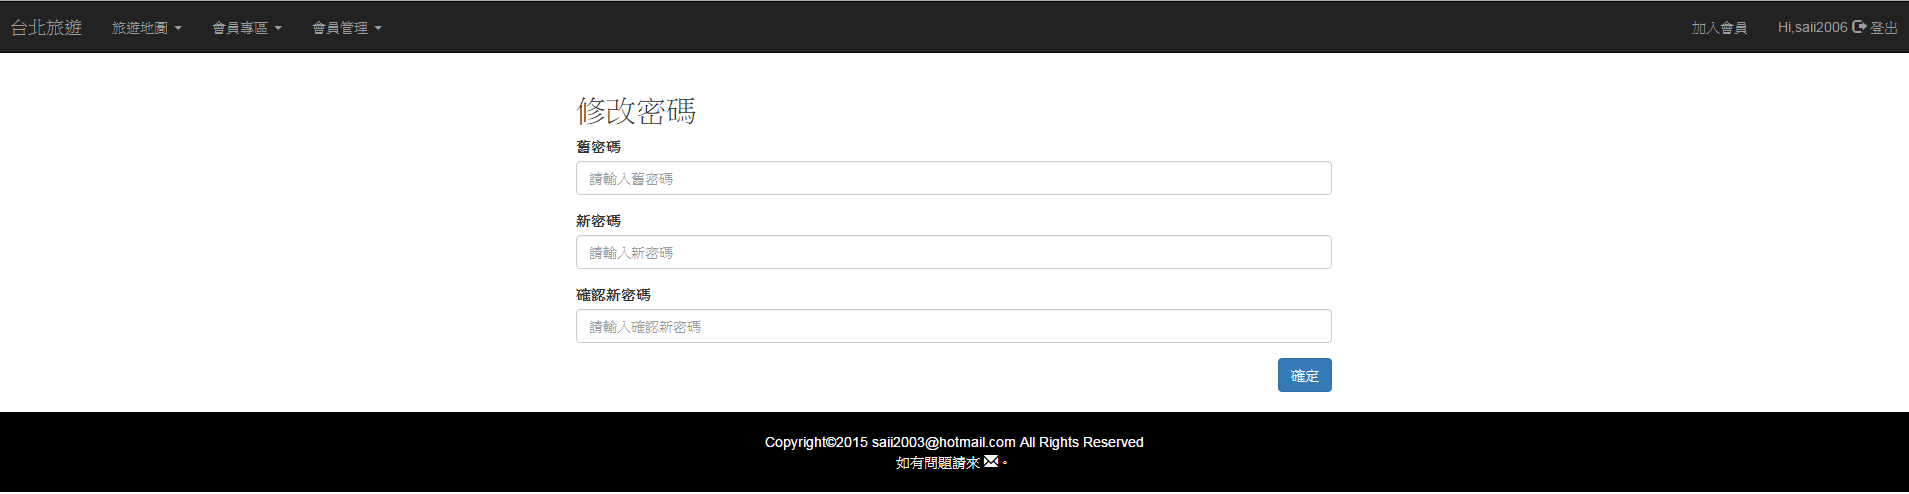 台北旅遊 旅遊地圖 會員專區 會員管理 加入會員 Hi,saii2006 登出
修改密碼
舊密碼
請輸入舊密碼
新密碼
請輸入新密碼
確認新密碼
請輸入確認新密碼
確定
Copyright©2015 saii2003@hotmail.com All Rights Reserved
如有問題請來 。